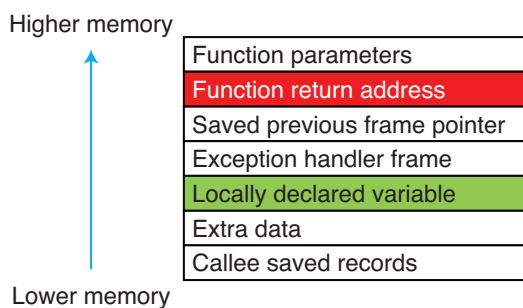 Higher memory
Function parameters
Function return address
Saved previous frame pointer
Exception handler frame
Locally declared variable
Extra data
Callee saved records
Lower memory